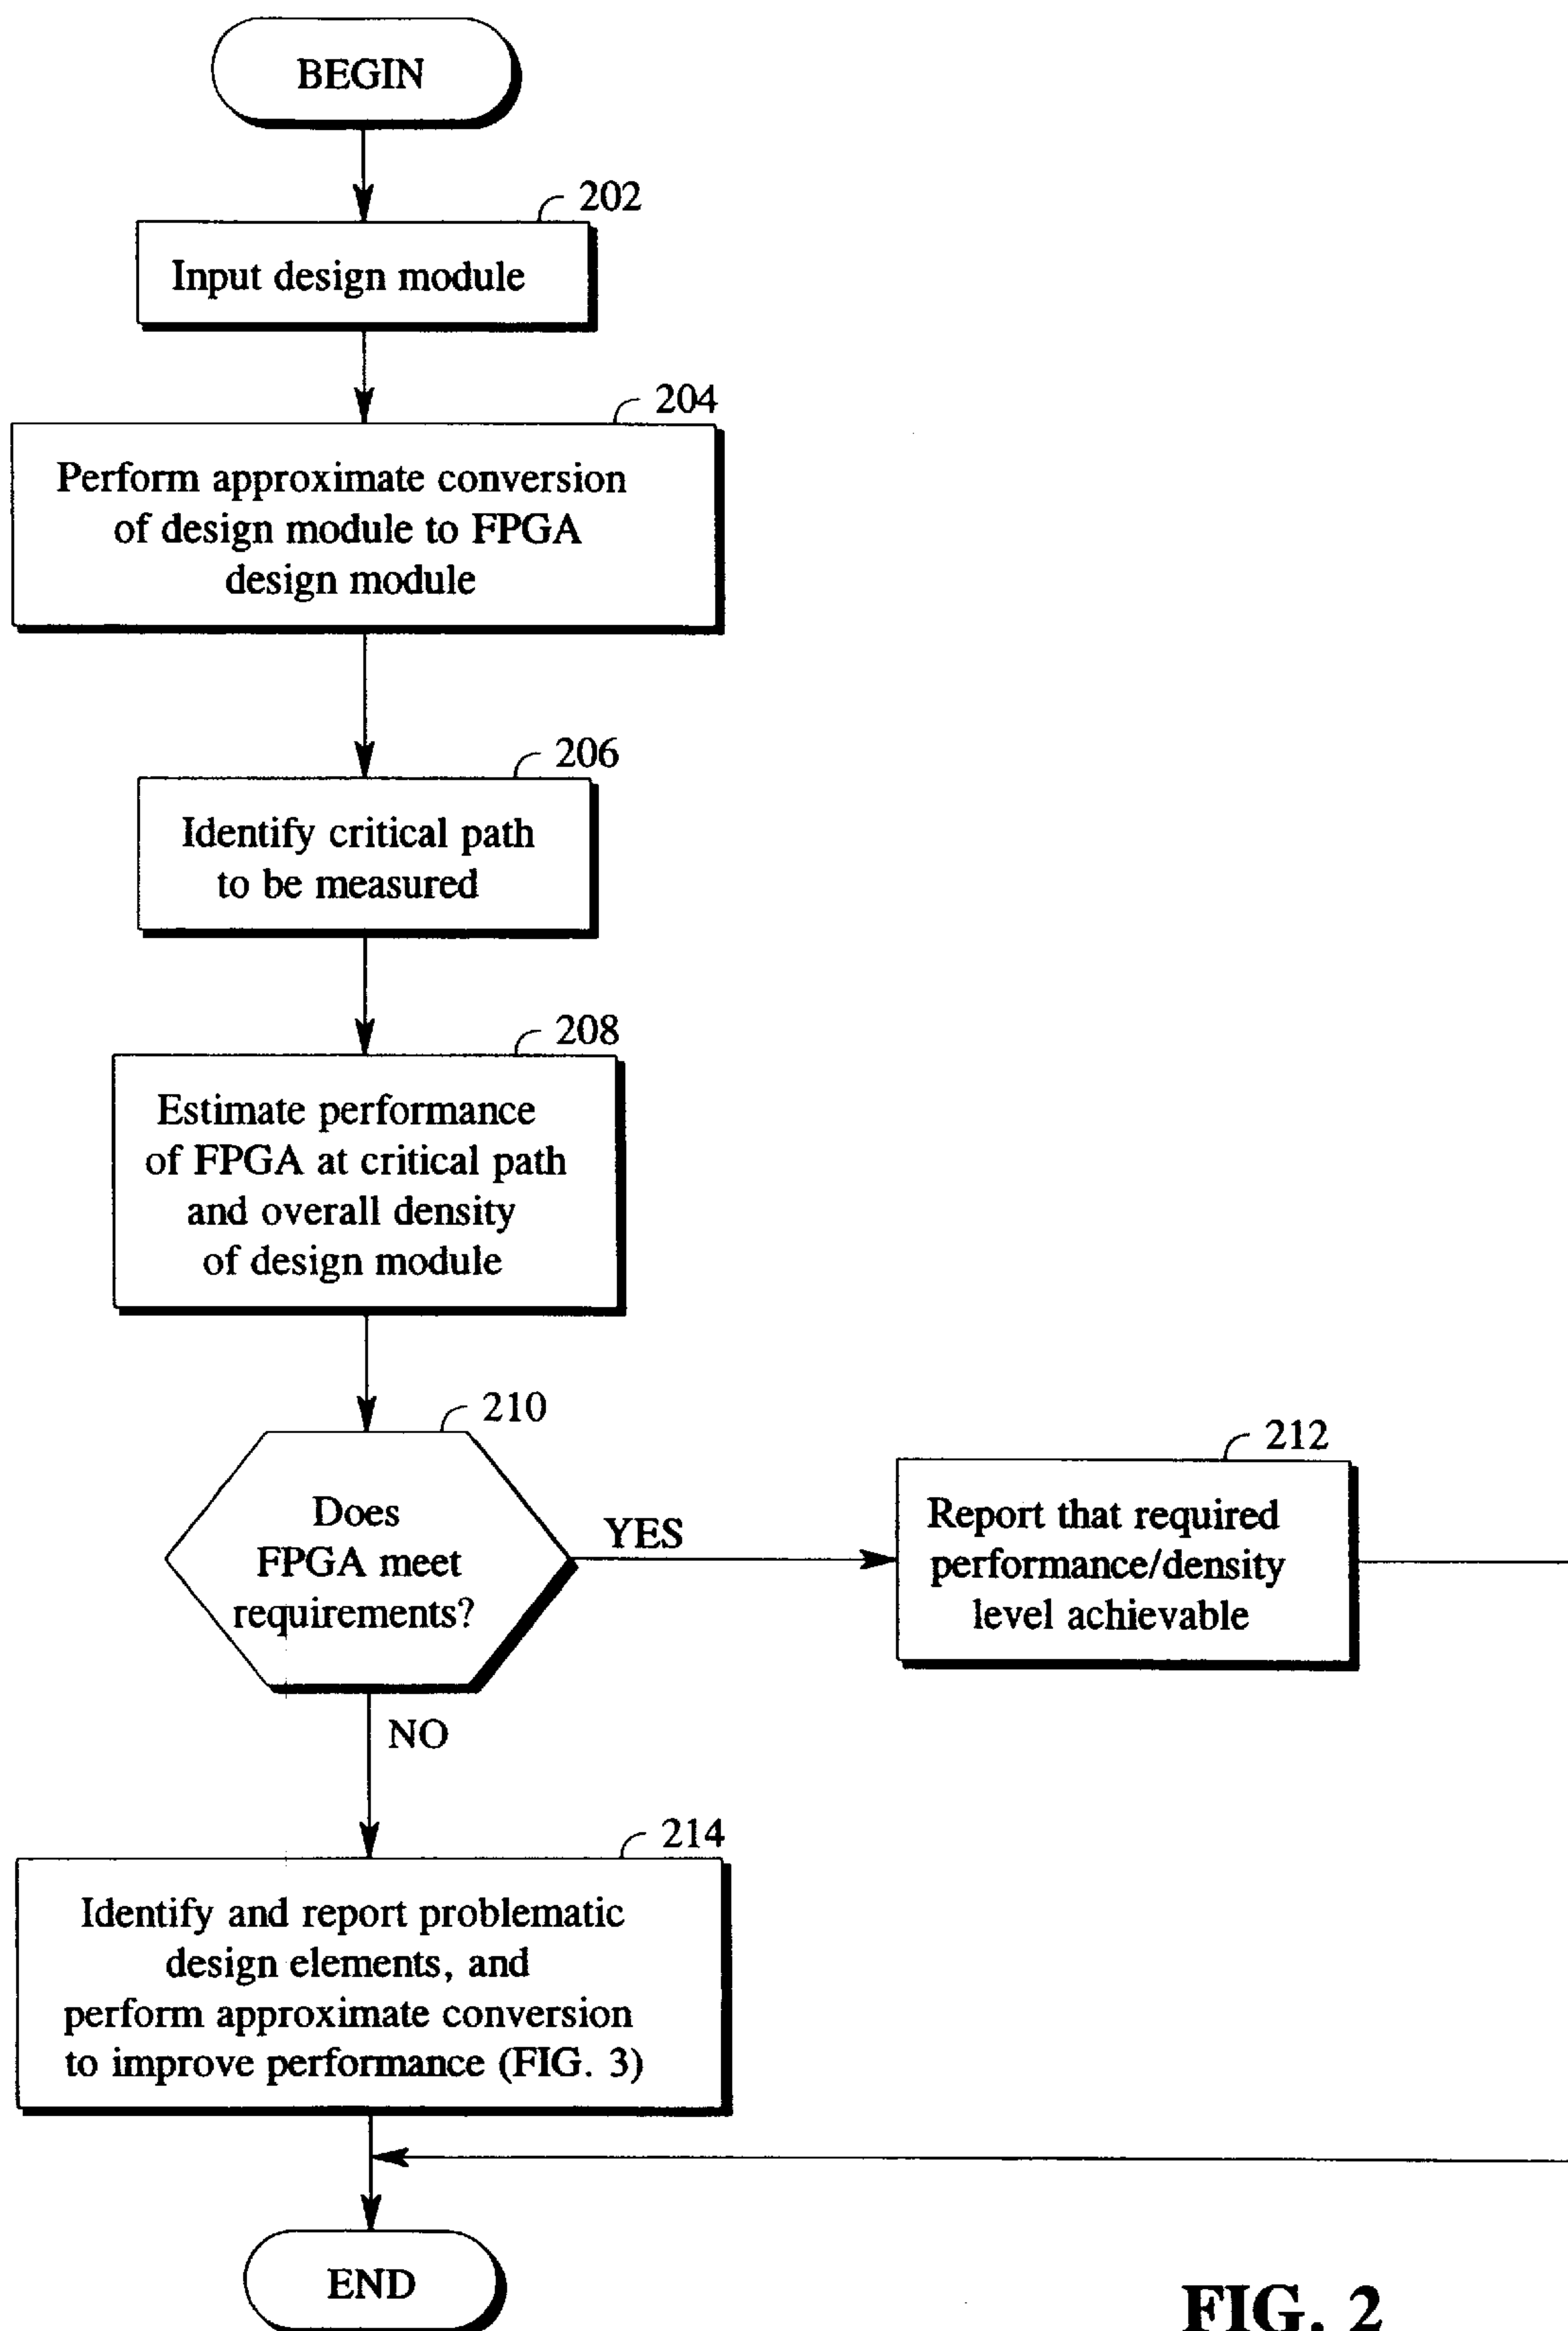 BEGIN
202
Input design module
204
Perform approximate conversion
of design module to FPGA
design module
206
Identify critical path
to be measured
208
Estimate performance
of FPGA at critical path
and overall density
of design module
210
Does
FPGA meet
requirements?
YES
212
Report that required
performance/density
level achievable
NO
214
Identify and report problematic
design elements, and
perform approximate conversion
to improve performance (FIG. 3)
END
FIG. 2